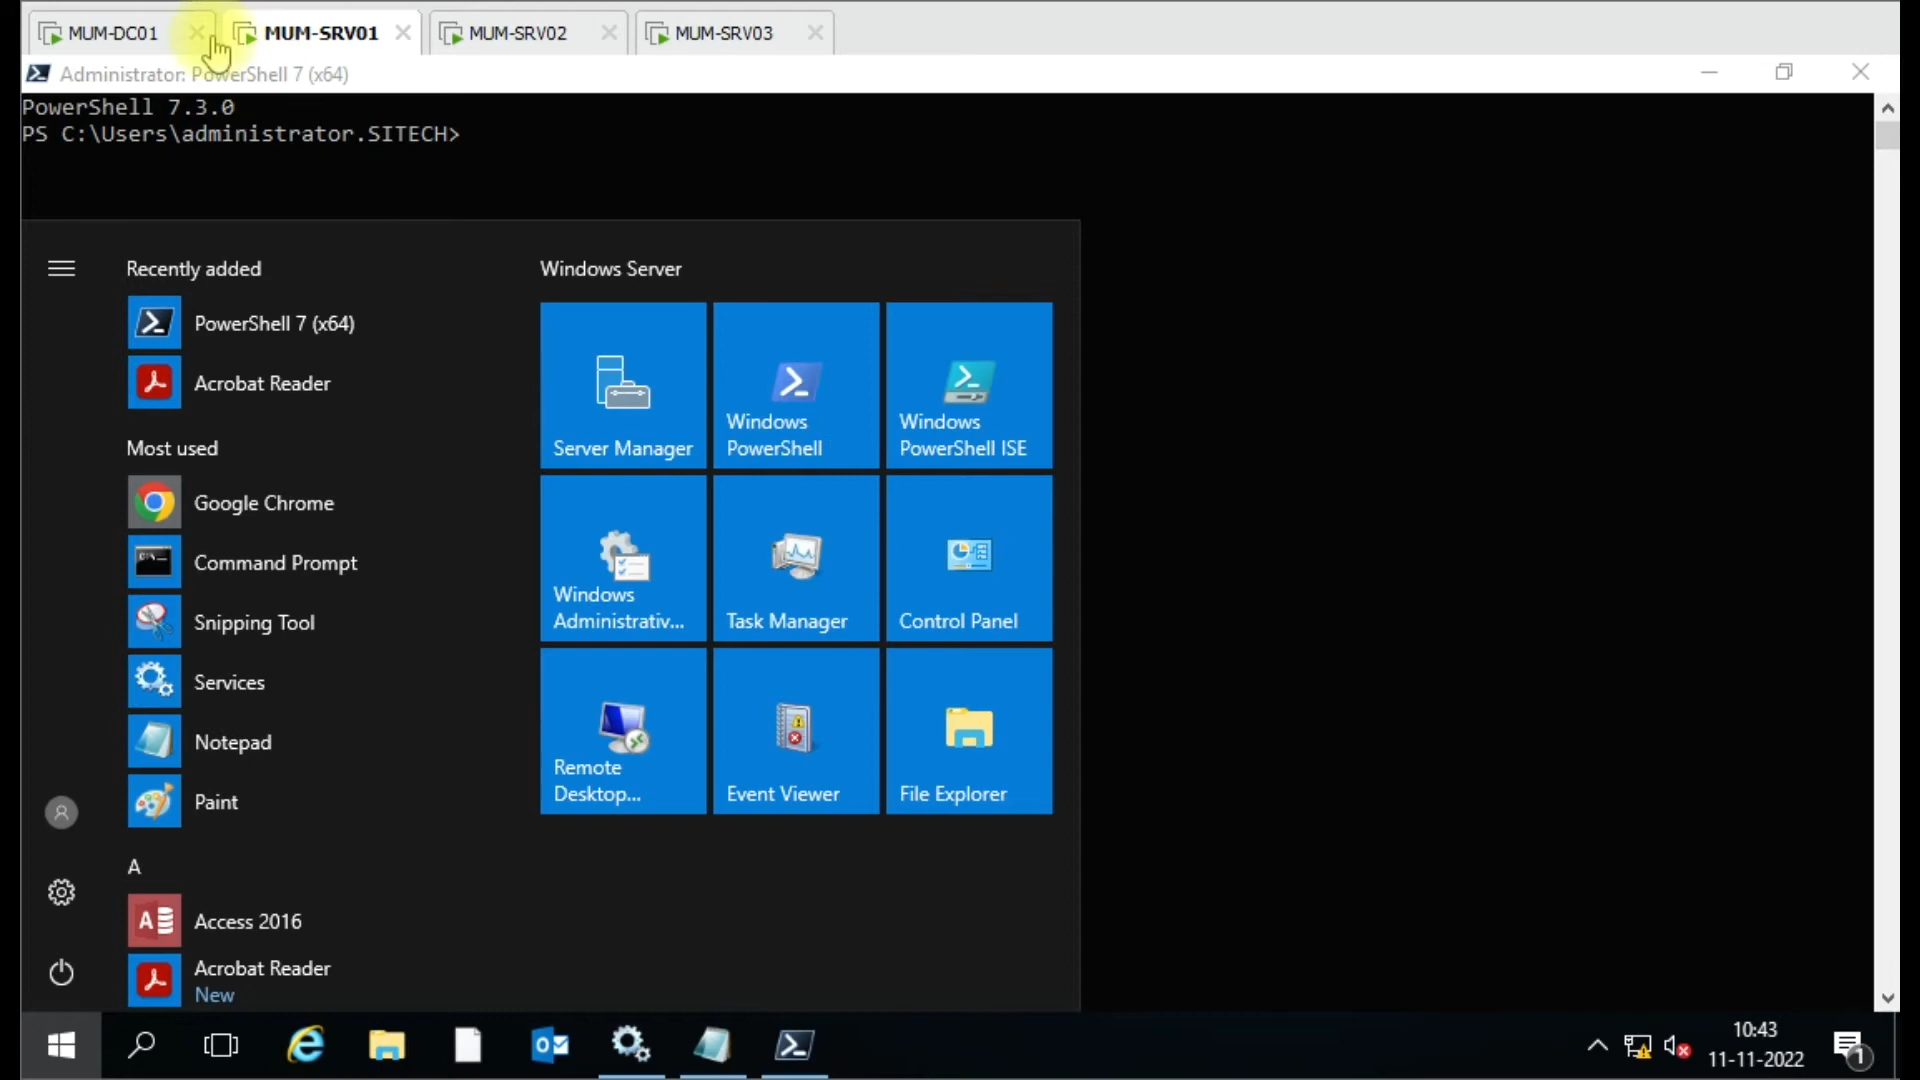 MUM-DC01
MUM-SRV01
MUM-SRV02
MUM-SRV03
Administrator: PowerShell 7 (x64)
PowerShell 7.3.0
PS C:\Users\administrator.SITECH>
Recently added
PowerShell 7 (x64)
Acrobat Reader
Most used
Google Chrome
Command Prompt
Snipping Tool
Services
Notepad
Paint
A
Access 2016
Acrobat Reader
New
Windows Server
Server Manager
Windows
PowerShell
Windows
PowerShell ISE
Windows
Administrativ...
Task Manager
Control Panel
Remote
Desktop...
Event Viewer
File Explorer
10:43
11-11-2022
1